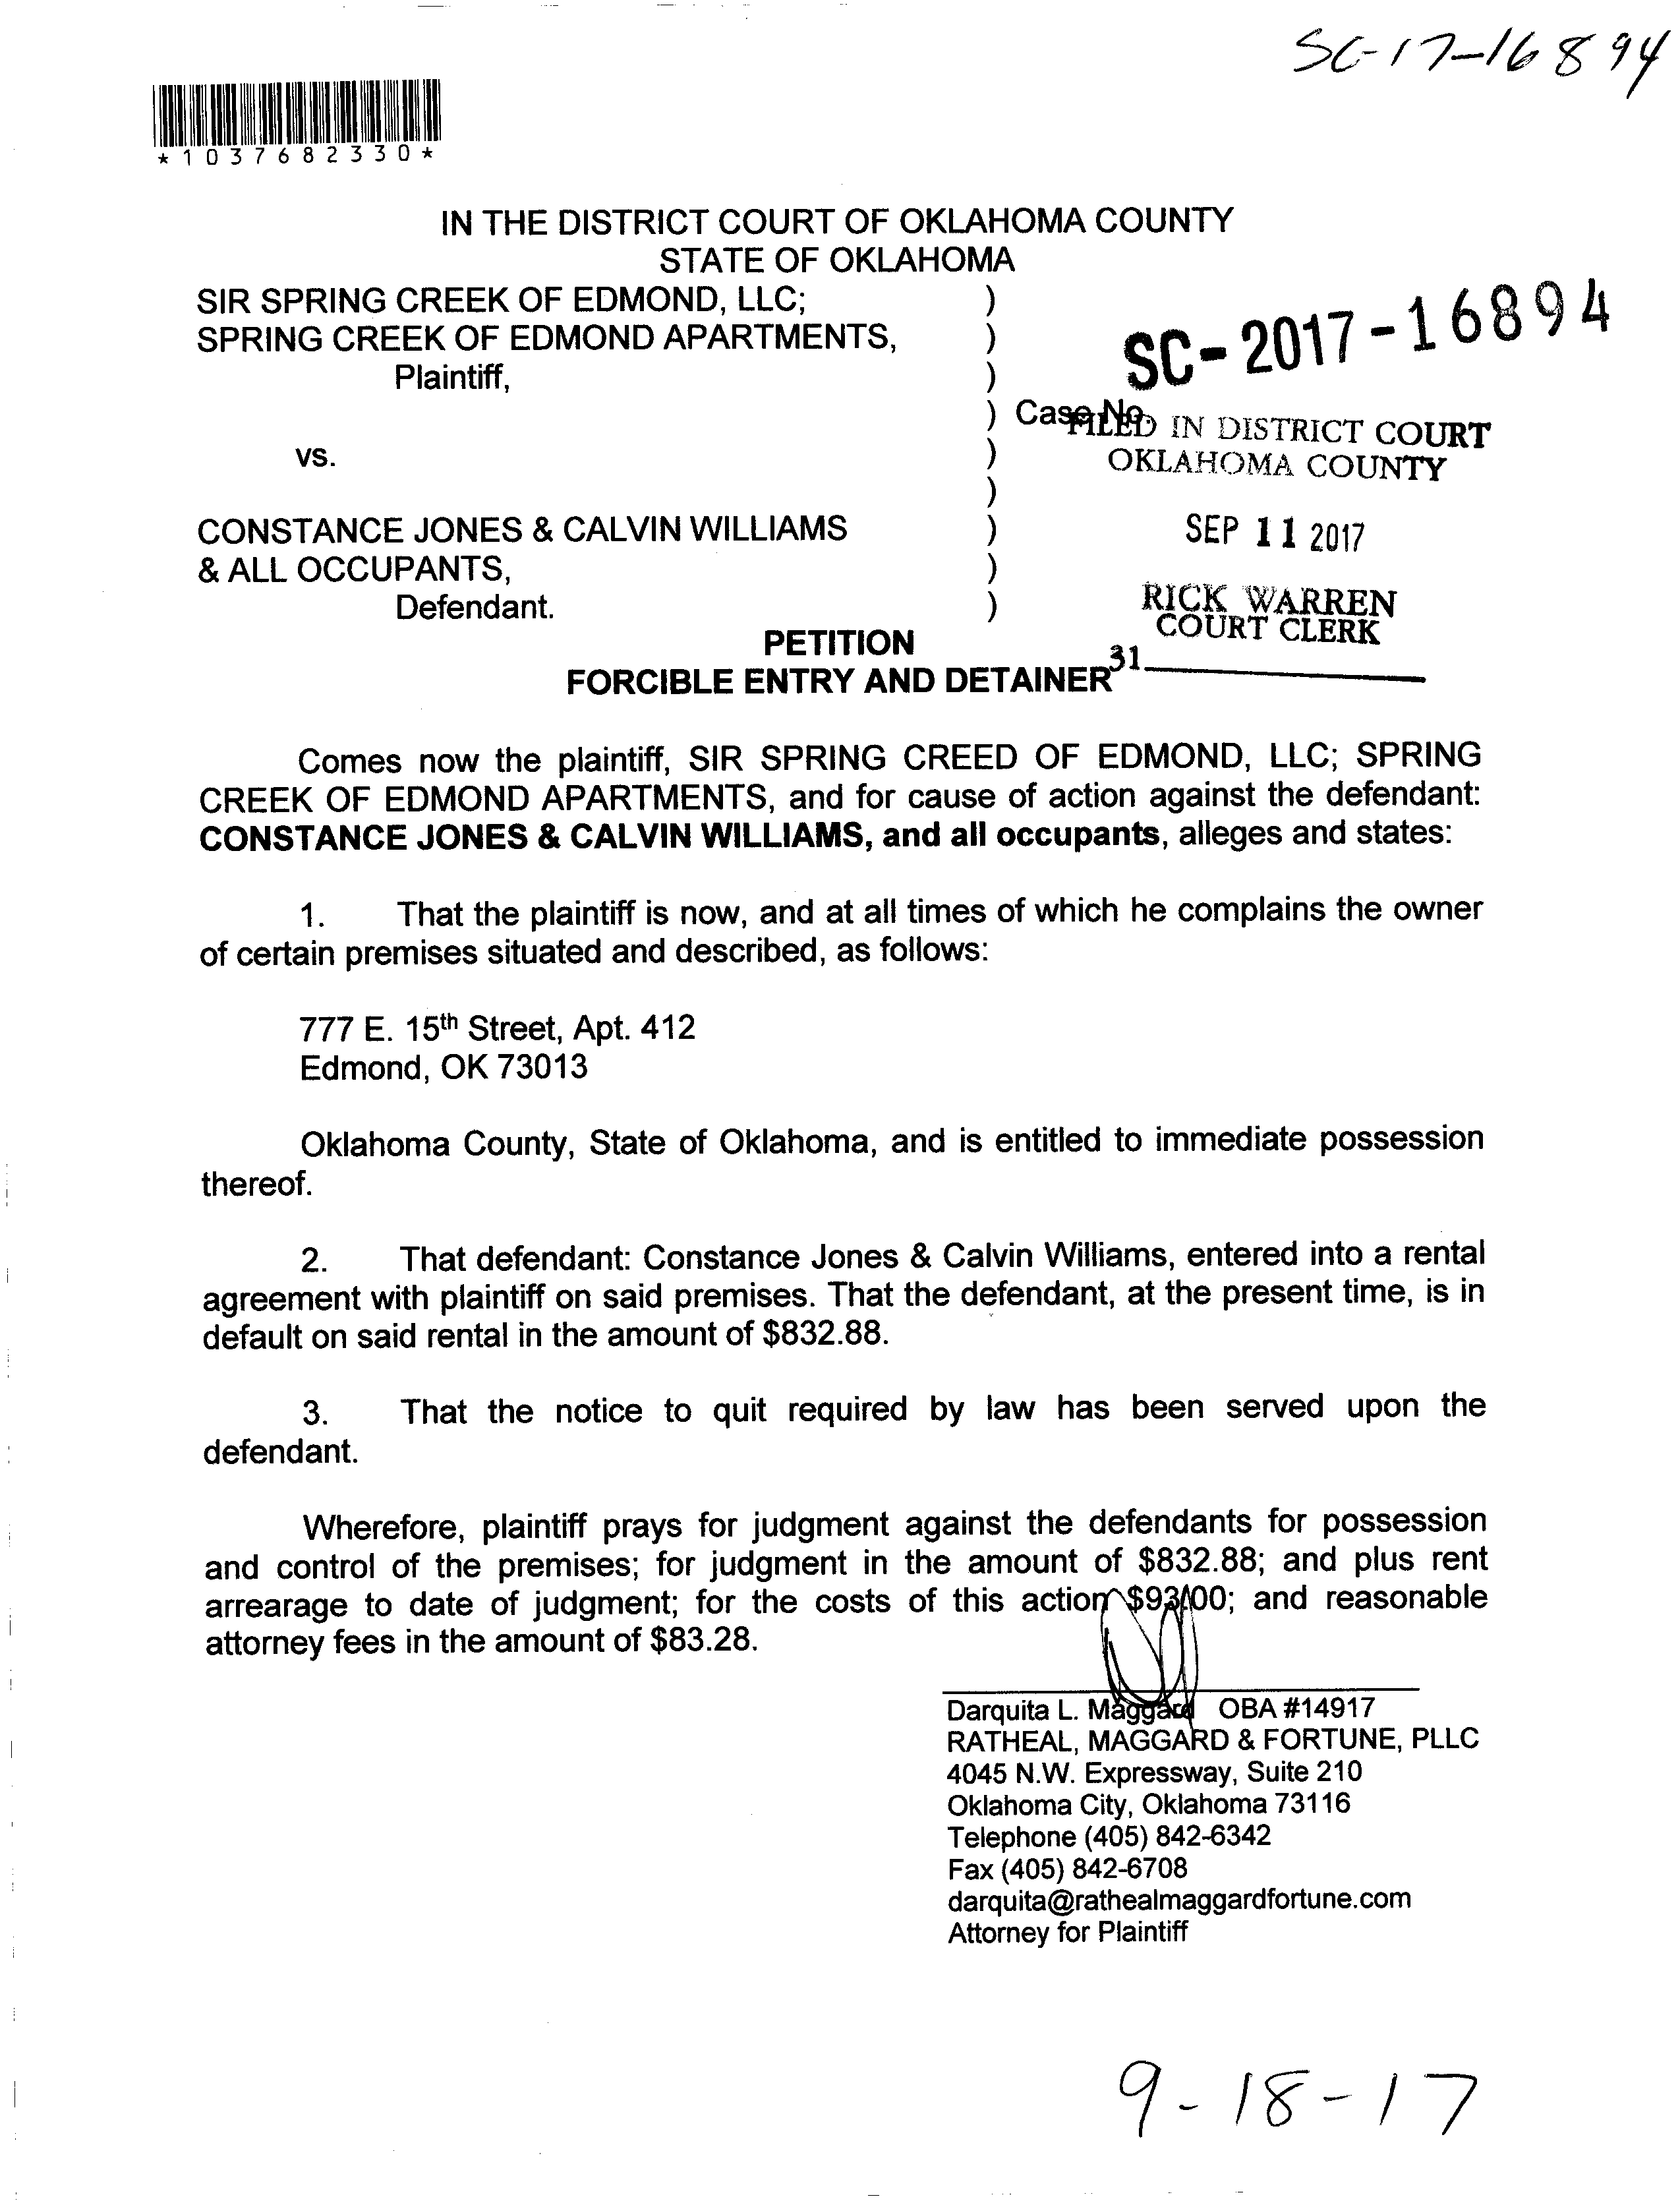 SC-17-16894
*1037682330*
IN THE DISTRICT COURT OF OKLAHOMA COUNTY
STATE OF OKLAHOMA
SIR SPRING CREEK OF EDMOND, LLC; )
SPRING CREEK OF EDMOND APARTMENTS, )
Plaintiff, )
SC-2017-16894
) Case No.
FILED IN DISTRICT COURT
OKLAHOMA COUNTY
vs. )
)
SEP 11 2017
CONSTANCE JONES & CALVIN WILLIAMS )
& ALL OCCUPANTS, )
Defendant. )
RICK WARREN
COURT CLERK
31
PETITION
FORCIBLE ENTRY AND DETAINER
Comes now the plaintiff, SIR SPRING CREED OF EDMOND, LLC; SPRING
CREEK OF EDMOND APARTMENTS, and for cause of action against the defendant:
CONSTANCE JONES & CALVIN WILLIAMS, and all occupants, alleges and states:
1. That the plaintiff is now, and at all times of which he complains the owner
of certain premises situated and described, as follows:
777 E. 15th Street, Apt. 412
Edmond, OK 73013
Oklahoma County, State of Oklahoma, and is entitled to immediate possession
thereof.
2. That defendant: Constance Jones & Calvin Williams, entered into a rental
agreement with plaintiff on said premises. That the defendant, at the present time, is in
default on said rental in the amount of $832.88.
3. That the notice to quit required by law has been served upon the
defendant.
Wherefore, plaintiff prays for judgment against the defendants for possession
and control of the premises; for judgment in the amount of $832.88; and plus rent
arrearage to date of judgment; for the costs of this action $93.00; and reasonable
attorney fees in the amount of $83.28.
Darquita L. Maggard OBA #14917
RATHEAL, MAGGARD & FORTUNE, PLLC
4045 N.W. Expressway, Suite 210
Oklahoma City, Oklahoma 73116
Telephone (405) 842-6342
Fax (405) 842-6708
darquita@rathealmaggardfortune.com
Attorney for Plaintiff
9-18-17